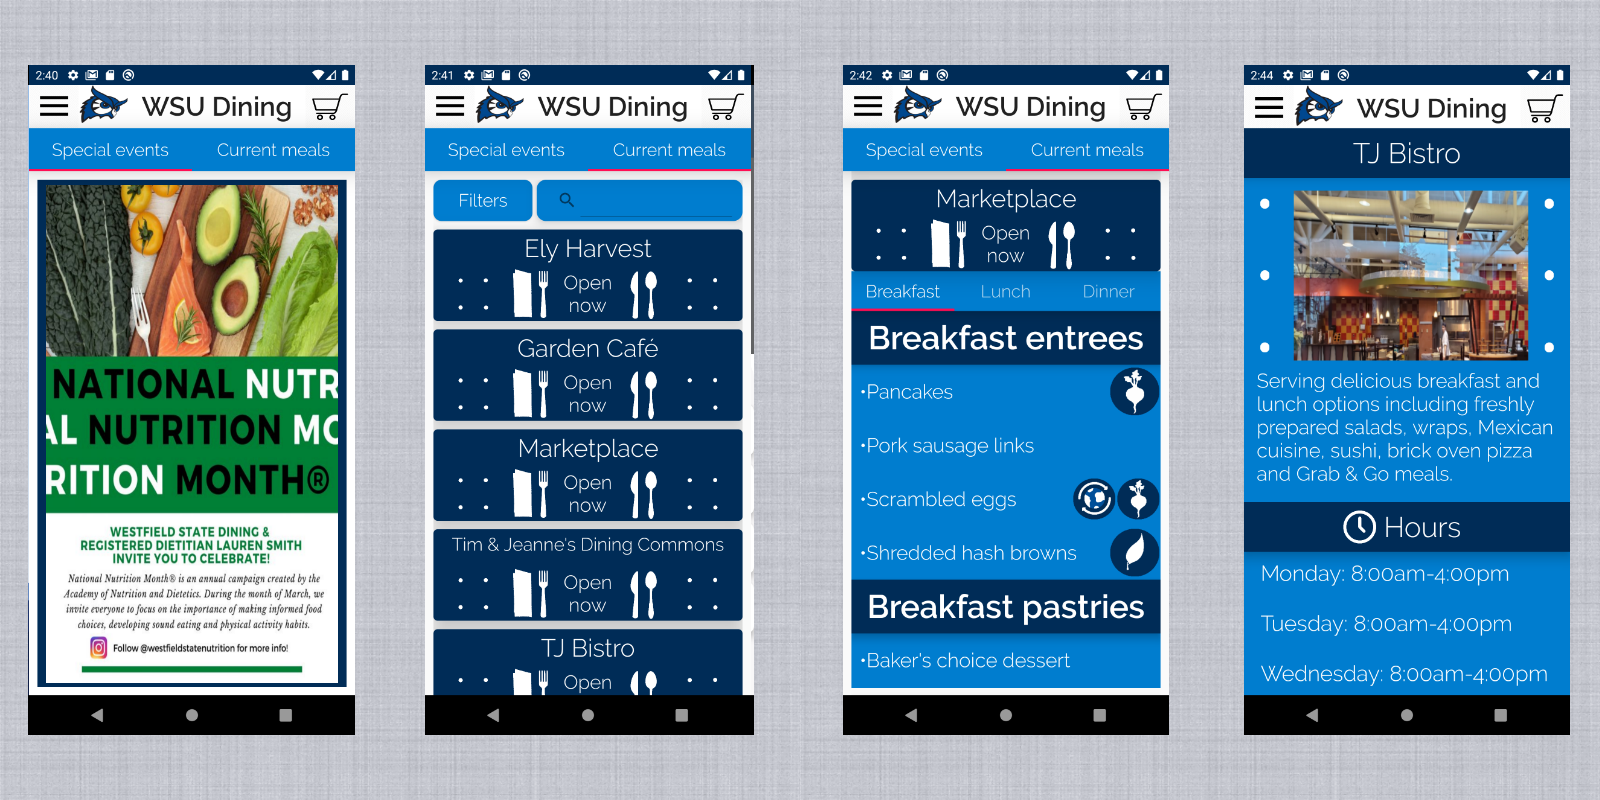 2:40
WSU Dining
Special events
Current meals
NATIONAL NUTR
AL NUTRITION MO
RITION MONTH®
WESTFIELD STATE DINING &
REGISTERED DIETITIAN LAUREN SMITH
INVITE YOU TO CELEBRATE!
National Nutrition Month® is an annual campaign created by the
Academy of Nutrition and Dietetics. During the month of March, we
invite everyone to focus on the importance of making informed food
choices, developing sound eating and physical activity habits.
Follow @westfieldstatenutrition for more info!
2:41
WSU Dining
Special events
Current meals
Filters
Ely Harvest
Open
now
Garden Café
Open
now
Marketplace
Open
now
Tim & Jeanne's Dining Commons
Open
now
TJ Bistro
Open
2:42
WSU Dining
Special events
Current meals
Marketplace
Open
now
Breakfast
Lunch
Dinner
Breakfast entrees
•Pancakes
•Pork sausage links
•Scrambled eggs
•Shredded hash browns
Breakfast pastries
•Baker's choice dessert
2:44
WSU Dining
TJ Bistro
Serving delicious breakfast and
lunch options including freshly
prepared salads, wraps, Mexican
cuisine, sushi, brick oven pizza
and Grab & Go meals.
Hours
Monday: 8:00am-4:00pm
Tuesday: 8:00am-4:00pm
Wednesday: 8:00am-4:00pm